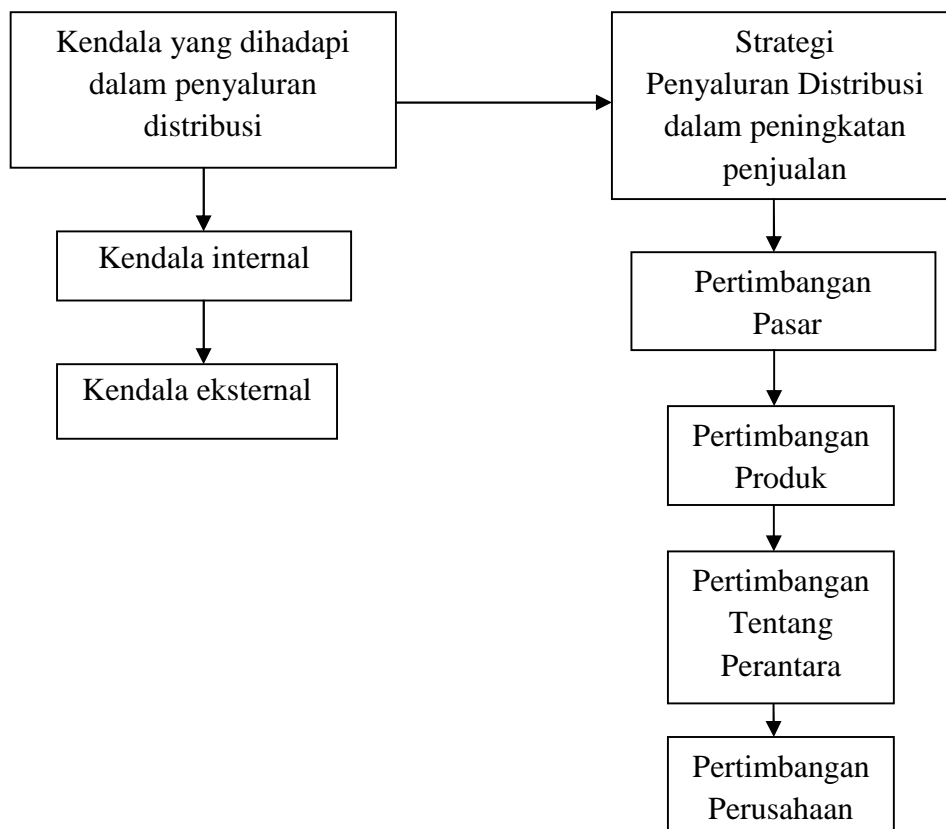 Kendala yang dihadapi
dalam penyaluran
distribusi
Kendala internal
Kendala eksternal
Strategi
Penyaluran Distribusi
dalam peningkatan
penjualan
Pertimbangan
Pasar
Pertimbangan
Produk
Pertimbangan
Tentang
Perantara
Pertimbangan
Perusahaan